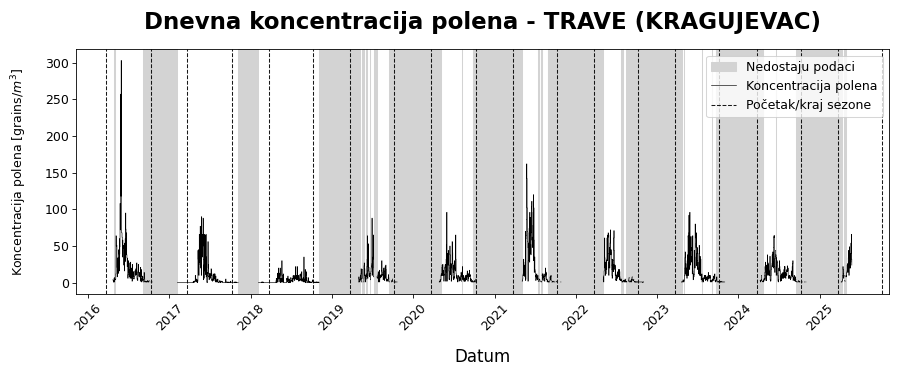 Dnevna koncentracija polena - TRAVE (KRAGUJEVAC)
Koncentracija polena [grains/m³]
300
250
200
150
100
50
0
Nedostaju podaci
Koncentracija polena
Početak/kraj sezone
2016
2017
2018
2019
2020
2021
2022
2023
2024
2025
Datum